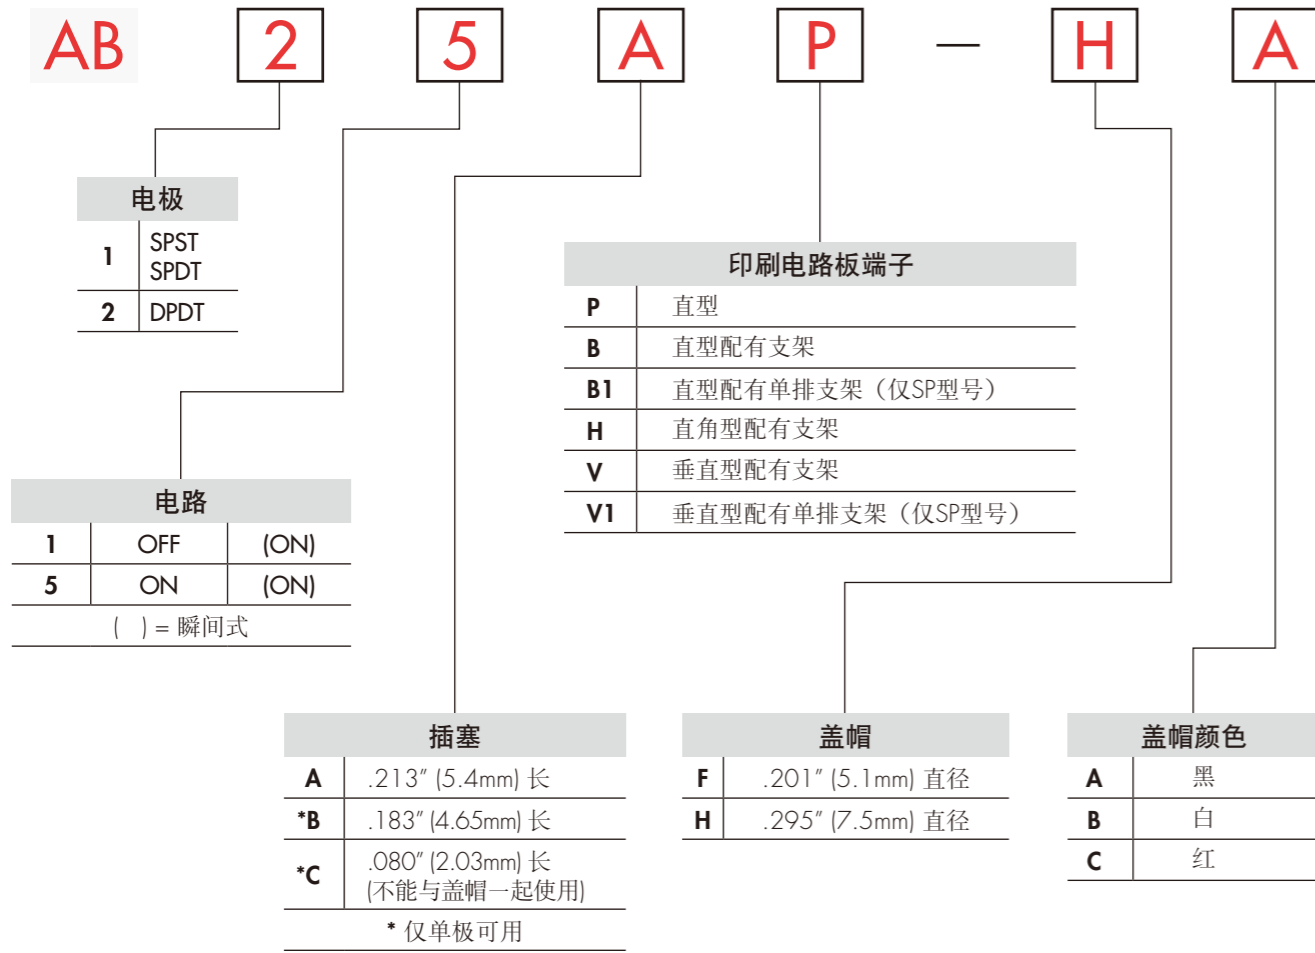 AB 2 5 A P — H A
电极
1 SPST
SPDT
2 DPDT
印刷电路板端子
P 直型
B 直型配有支架
B1 直型配有单排支架（仅SP型号）
H 直角型配有支架
V 垂直型配有支架
V1 垂直型配有单排支架（仅SP型号）
电路
1 OFF (ON)
5 ON (ON)
( ) = 瞬间式
插塞
A .213" (5.4mm) 长
*B .183" (4.65mm) 长
*C .080" (2.03mm) 长
(不能与盖帽一起使用)
* 仅单极可用
盖帽
F .201" (5.1mm) 直径
H .295" (7.5mm) 直径
盖帽颜色
A 黑
B 白
C 红